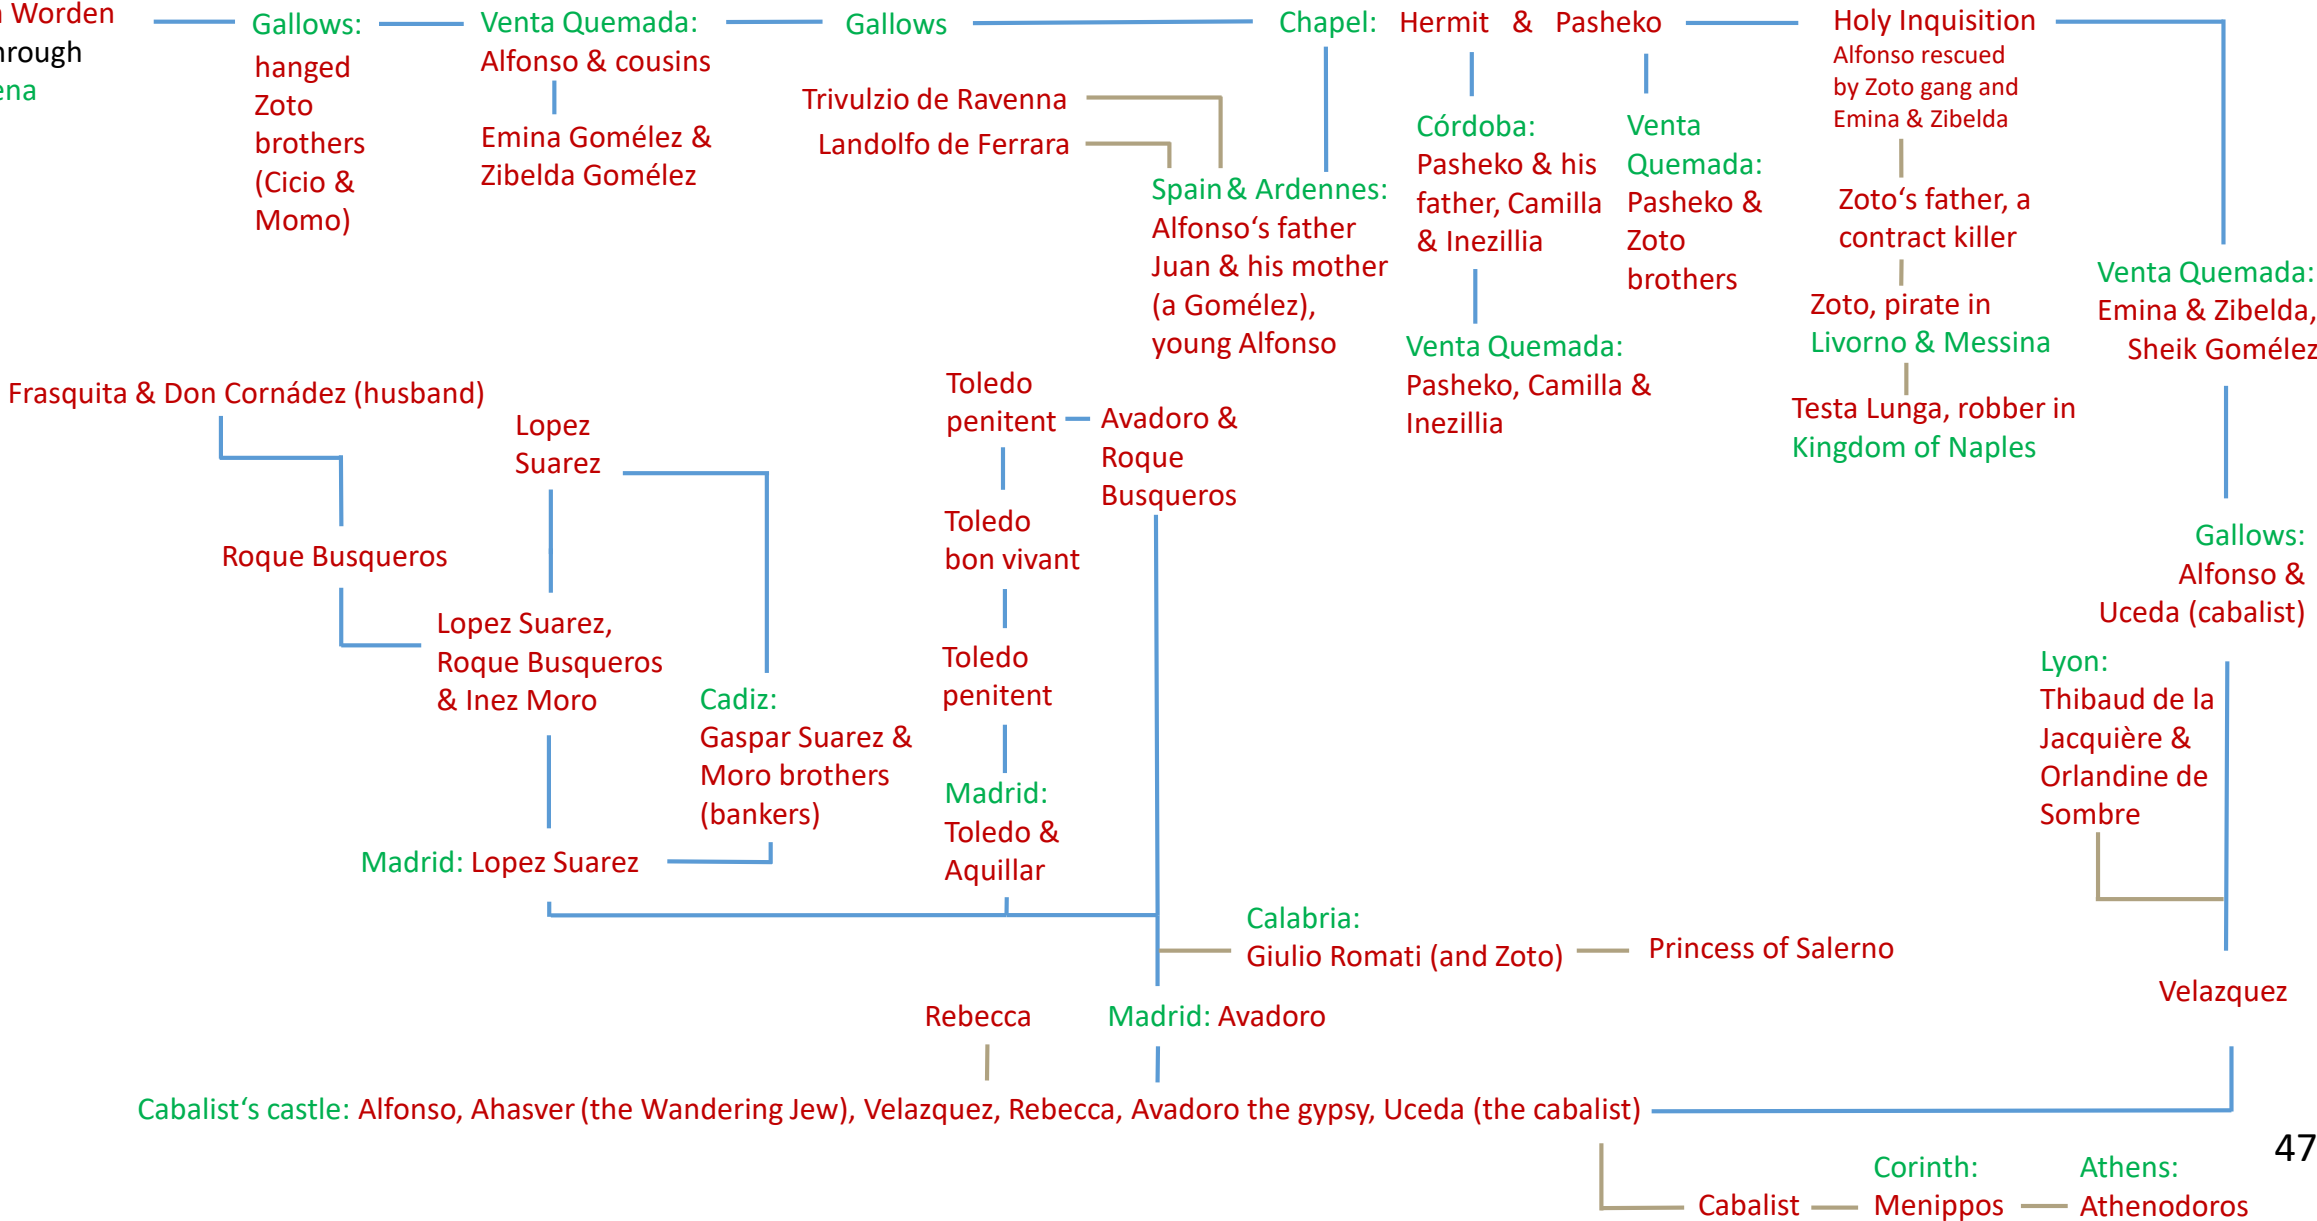 Worden
hrough
ena
Gallows:
hanged
Zoto
brothers
(Cicio &
Momo)
Venta Quemada:
Alfonso & cousins
Emina Gomélez &
Zibelda Gomélez
Gallows
Trivulzio de Ravenna
Landolfo de Ferrara
Chapel: Hermit & Pasheko
Spain & Ardennes:
Alfonso‘s father
Juan & his mother
(a Gomélez),
young Alfonso
Córdoba:
Pasheko & his
father, Camilla
& Inezillia
Venta
Quemada:
Pasheko &
Zoto
brothers
Venta Quemada:
Pasheko, Camilla &
Inezillia
Holy Inquisition
Alfonso rescued
by Zoto gang and
Emina & Zibelda
Zoto‘s father, a
contract killer
Zoto, pirate in
Livorno & Messina
Testa Lunga, robber in
Kingdom of Naples
Venta Quemada:
Emina & Zibelda,
Sheik Gomélez
Gallows:
Alfonso &
Uceda (cabalist)
Lyon:
Thibaud de la
Jacquière &
Orlandine de
Sombre
Velazquez
Frasquita & Don Cornádez (husband)
Roque Busqueros
Lopez
Suarez
Lopez Suarez,
Roque Busqueros
& Inez Moro
Cadiz:
Gaspar Suarez &
Moro brothers
(bankers)
Madrid: Lopez Suarez
Toledo
penitent
Avadoro &
Roque
Busqueros
Toledo
bon vivant
Toledo
penitent
Madrid:
Toledo &
Aquillar
Calabria:
Giulio Romati (and Zoto)
Princess of Salerno
Rebecca
Madrid: Avadoro
Cabalist‘s castle: Alfonso, Ahasver (the Wandering Jew), Velazquez, Rebecca, Avadoro the gypsy, Uceda (the cabalist)
Cabalist
Corinth:
Menippos
Athens:
Athenodoros
47